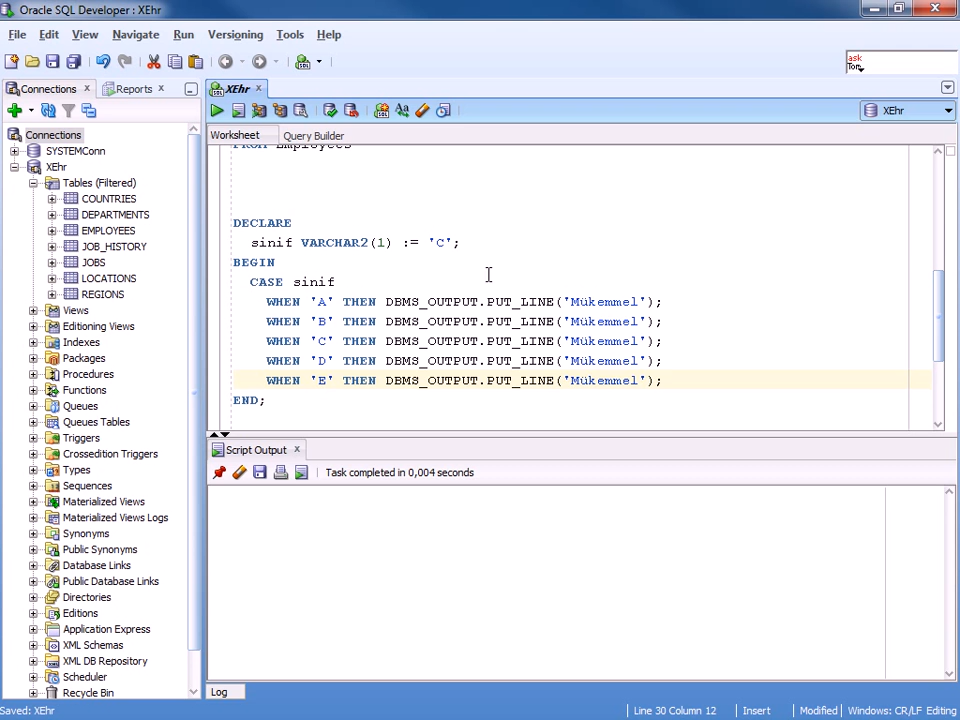 Oracle SQL Developer : XEhr
File Edit View Navigate Run Versioning Tools Help
ask
Tom
Connections Reports XEhr
XEhr
Connections
SYSTEMConn
XEhr
Tables (Filtered)
COUNTRIES
DEPARTMENTS
EMPLOYEES
JOB_HISTORY
JOBS
LOCATIONS
REGIONS
Views
Editioning Views
Indexes
Packages
Procedures
Functions
Queues
Queues Tables
Triggers
Crossedition Triggers
Types
Sequences
Materialized Views
Materialized Views Logs
Synonyms
Public Synonyms
Database Links
Public Database Links
Directories
Editions
Application Express
XML Schemas
XML DB Repository
Scheduler
Recycle Bin
Worksheet Query Builder
FROM Employees
DECLARE
sinif VARCHAR2(1) := 'C';
BEGIN
CASE sinif
WHEN 'A' THEN DBMS_OUTPUT.PUT_LINE('Mükemmel');
WHEN 'B' THEN DBMS_OUTPUT.PUT_LINE('Mükemmel');
WHEN 'C' THEN DBMS_OUTPUT.PUT_LINE('Mükemmel');
WHEN 'D' THEN DBMS_OUTPUT.PUT_LINE('Mükemmel');
WHEN 'E' THEN DBMS_OUTPUT.PUT_LINE('Mükemmel');
END;
Script Output
Task completed in 0,004 seconds
Log
Saved: XEhr Line 30 Column 12 Insert Modified Windows: CR/LF Editing